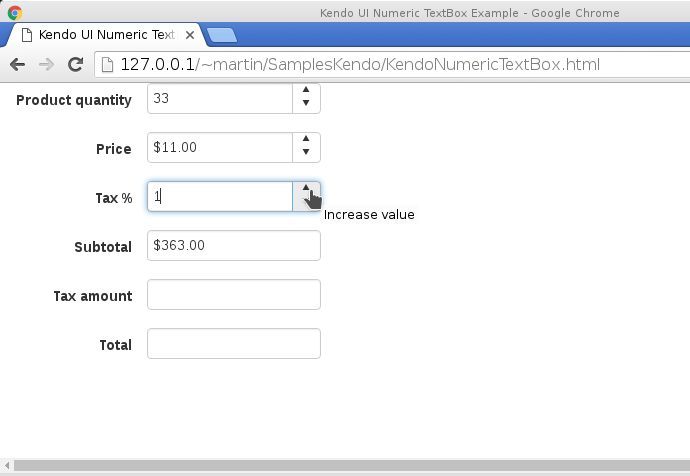 Kendo UI Numeric TextBox Example - Google Chrome
Kendo UI Numeric Text
127.0.0.1/~martin/SamplesKendo/KendoNumericTextBox.html
Product quantity 33
Price $11.00
Tax % 1
Increase value
Subtotal $363.00
Tax amount
Total